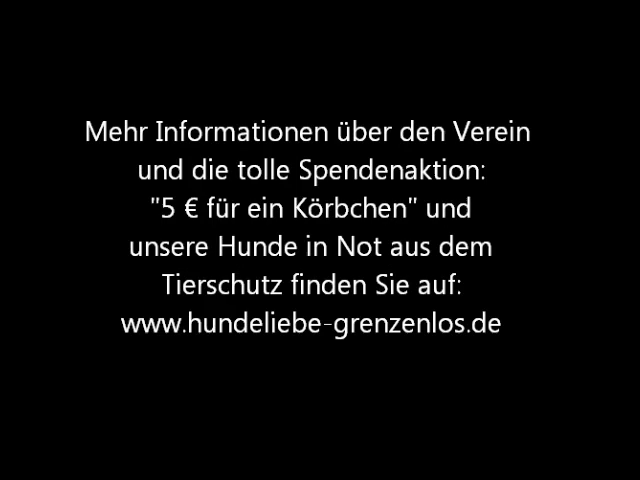 Mehr Informationen über den Verein
und die tolle Spendenaktion:
"5 € für ein Körbchen" und
unsere Hunde in Not aus dem
Tierschutz finden Sie auf:
www.hundeliebe-grenzenlos.de